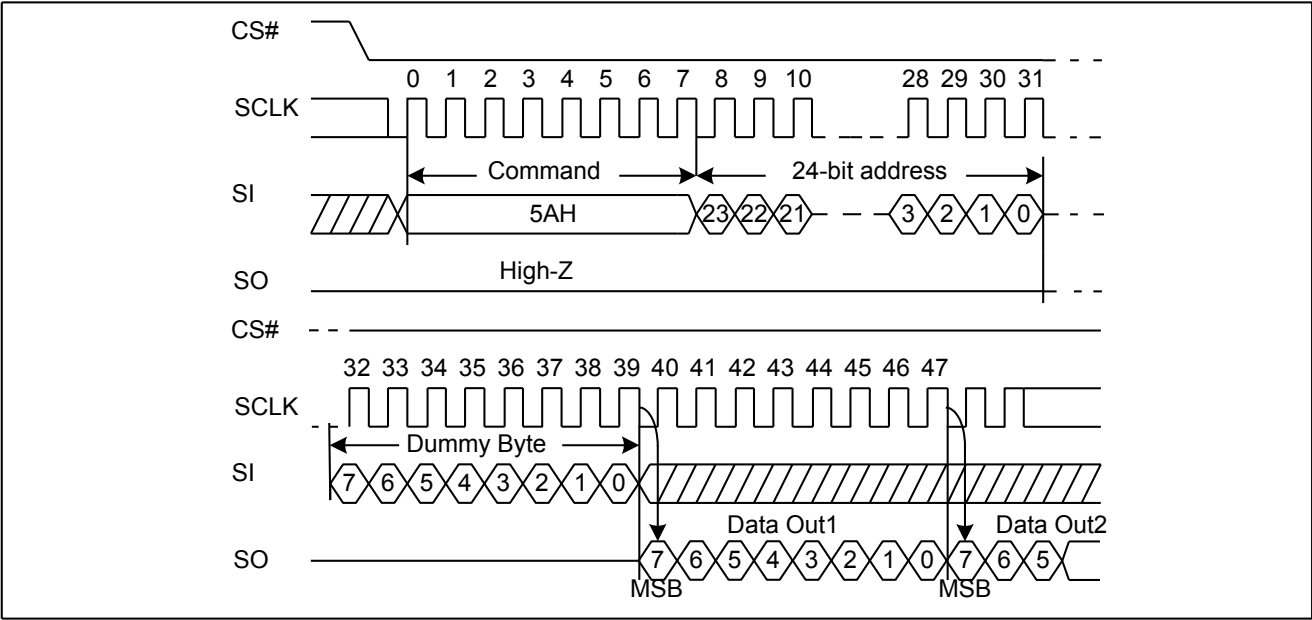 CS#
0 1 2 3 4 5 6 7 8 9 10 28 29 30 31
SCLK
Command 24-bit address
SI
5AH 23 22 21 3 2 1 0
High-Z
SO
CS#
32 33 34 35 36 37 38 39 40 41 42 43 44 45 46 47
SCLK
Dummy Byte
SI
7 6 5 4 3 2 1 0
Data Out1 Data Out2
SO
7 6 5 4 3 2 1 0 7 6 5
MSB MSB